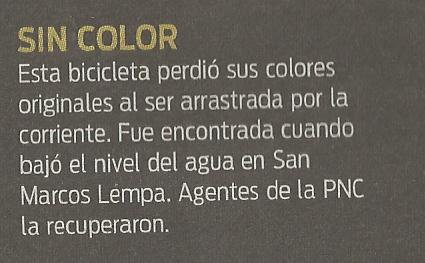 SIN COLOR
Esta bicicleta perdió sus colores
originales al ser arrastrada por la
corriente. Fue encontrada cuando
bajó el nivel del agua en San
Marcos Lempa. Agentes de la PNC
la recuperaron.